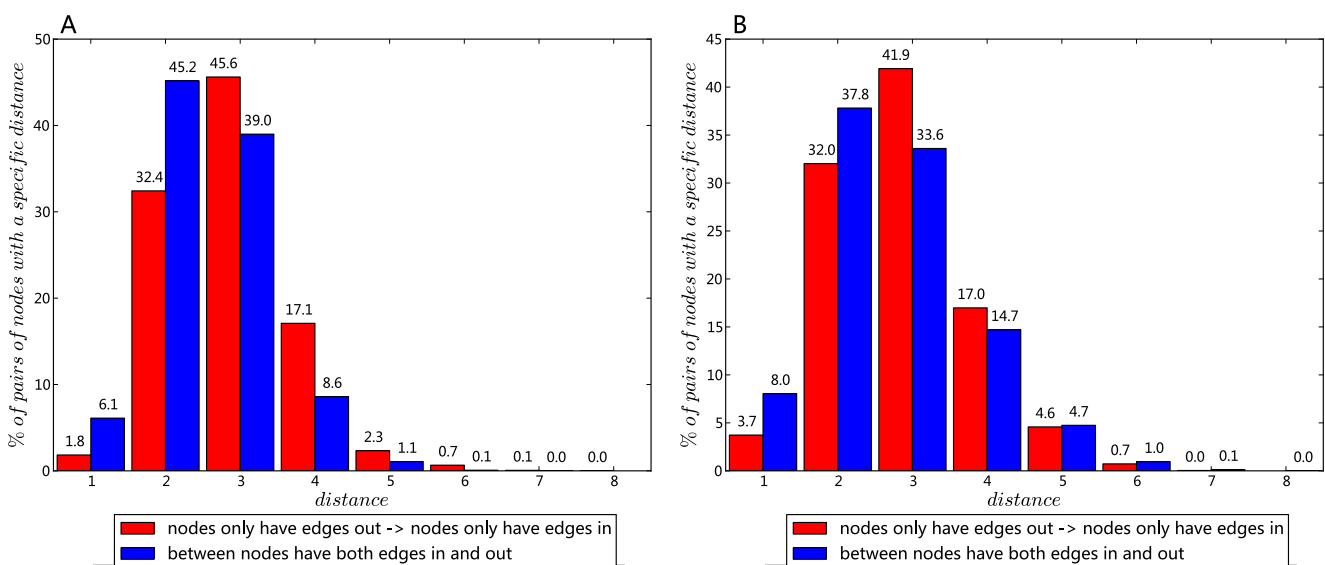 A
% of pairs of nodes with a specific distance
50
40
30
20
10
0
1.8 6.1 32.4 45.2 45.6 39.0 17.1 8.6 2.3 1.1 0.7 0.1 0.1 0.0 0.0
1 2 3 4 5 6 7 8
distance
nodes only have edges out -> nodes only have edges in
between nodes have both edges in and out
B
% of pairs of nodes with a specific distance
45
40
35
30
25
20
15
10
5
0
3.7 8.0 32.0 37.8 41.9 33.6 17.0 14.7 4.6 4.7 0.7 1.0 0.0 0.1 0.0
1 2 3 4 5 6 7 8
distance
nodes only have edges out -> nodes only have edges in
between nodes have both edges in and out